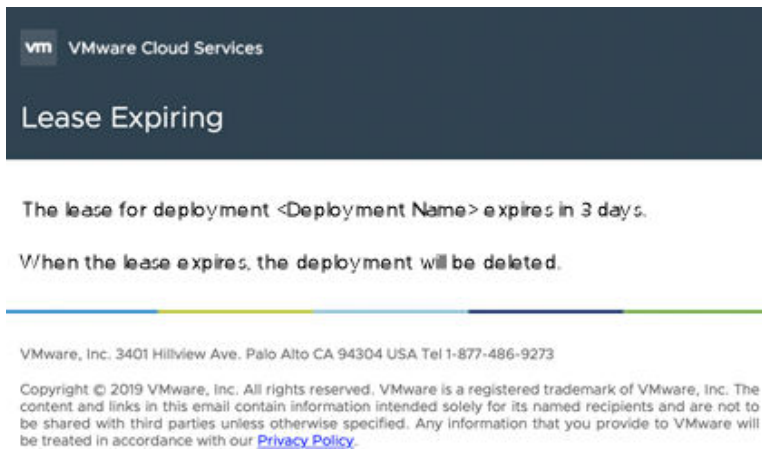 vm VMware Cloud Services
Lease Expiring
The lease for deployment <Deployment Name> expires in 3 days.
When the lease expires, the deployment will be deleted.
VMware, Inc. 3401 Hillview Ave. Palo Alto CA 94304 USA Tel 1-877-486-9273
Copyright © 2019 VMware, Inc. All rights reserved. VMware is a registered trademark of VMware, Inc. The
content and links in this email contain information intended solely for its named recipients and are not to
be shared with third parties unless otherwise specified. Any information that you provide to VMware will
be treated in accordance with our Privacy Policy.